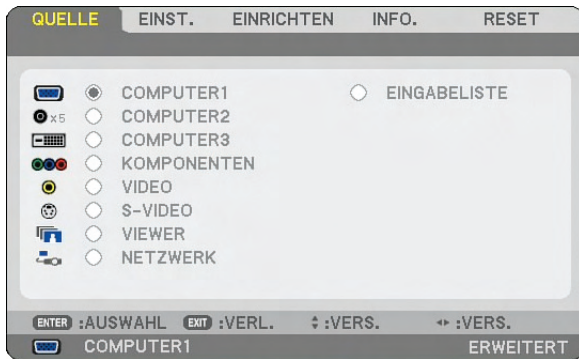 QUELLE EINST. EINRICHTEN INFO. RESET
COMPUTER1 EINGABELISTE
x5 COMPUTER2
COMPUTER3
KOMPONENTEN
VIDEO
S-VIDEO
VIEWER
NETZWERK
ENTER :AUSWAHL EXIT :VERL. :VERS. :VERS.
COMPUTER1 ERWEITERT